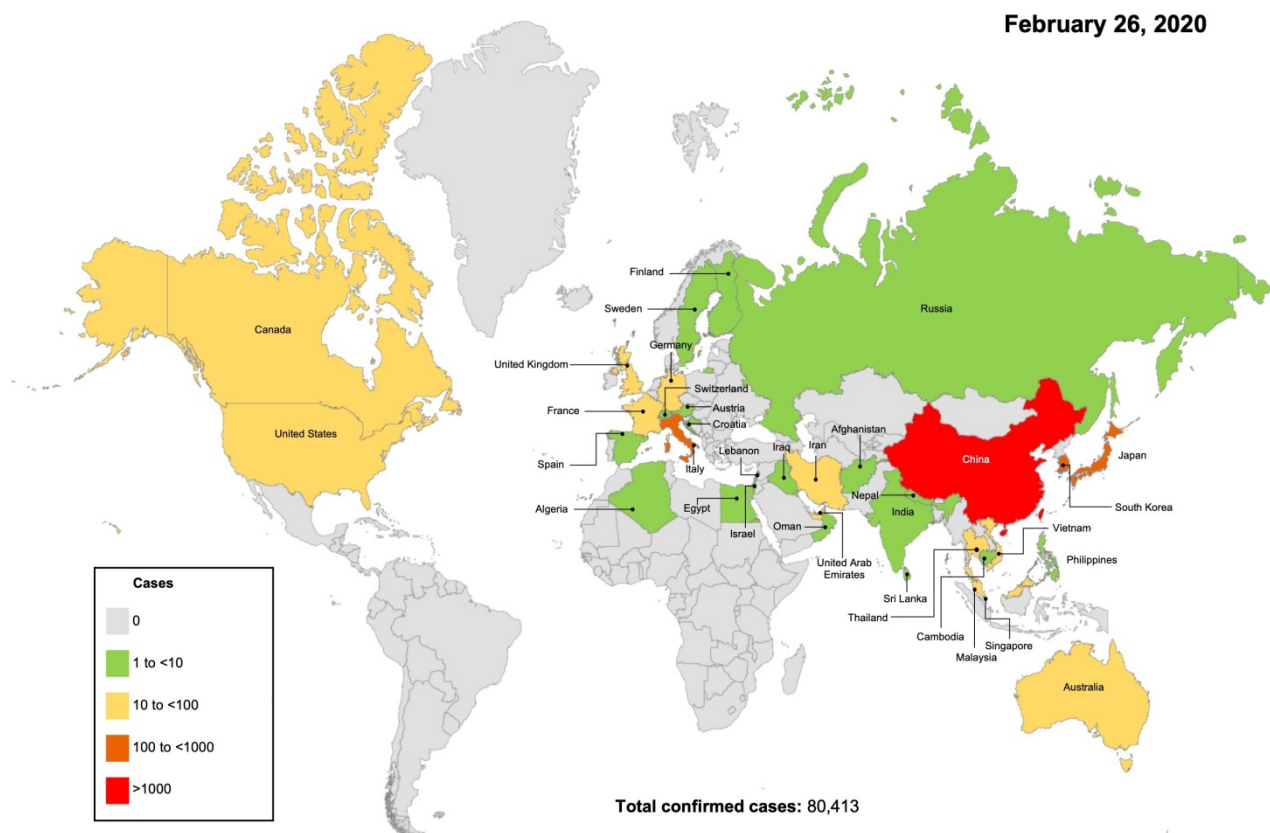 February 26, 2020
Finland
Sweden
Russia
Canada
Germany
United Kingdom
Switzerland
France
Austria
Croatia
United States
Afghanistan
Lebanon
Iraq
Iran
China
Japan
Spain
Italy
Nepal
South Korea
Algeria
Egypt
India
Israel
Oman
Vietnam
Philippines
United Arab
Emirates
Sri Lanka
Thailand
Cambodia
Singapore
Malaysia
Australia
Cases
0
1 to <10
10 to <100
100 to <1000
>1000
Total confirmed cases: 80,413